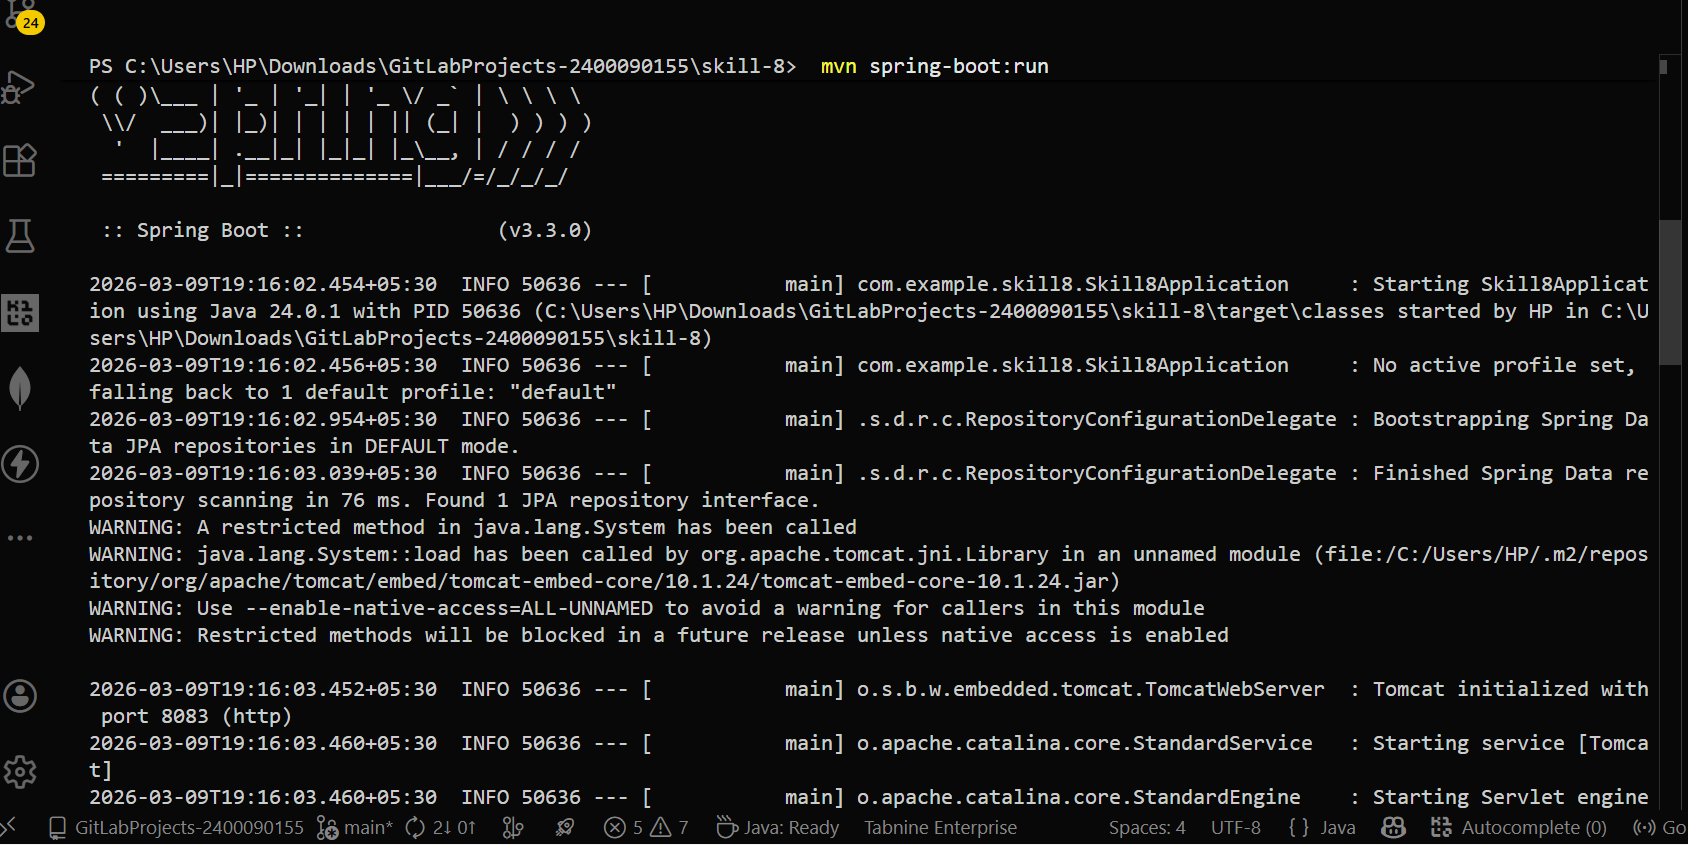 24
PS C:\Users\HP\Downloads\GitLabProjects-2400090155\skill-8>  mvn spring-boot:run
( ( )\___ | '_ | '_| | '_ \/ _` | \ \ \ \
 \\/  ___)| |_)| | | | | || (_| |  ) ) ) )
  '  |____| .__|_| |_|_| |_\__, | / / / /
 =========|_|==============|___/=/_/_/_/
 :: Spring Boot ::                (v3.3.0)
2026-03-09T19:16:02.454+05:30  INFO 50636 --- [           main] com.example.skill8.Skill8Application     : Starting Skill8Applicat
ion using Java 24.0.1 with PID 50636 (C:\Users\HP\Downloads\GitLabProjects-2400090155\skill-8\target\classes started by HP in C:\U
sers\HP\Downloads\GitLabProjects-2400090155\skill-8)
2026-03-09T19:16:02.456+05:30  INFO 50636 --- [           main] com.example.skill8.Skill8Application     : No active profile set,
falling back to 1 default profile: "default"
2026-03-09T19:16:02.954+05:30  INFO 50636 --- [           main] .s.d.r.c.RepositoryConfigurationDelegate : Bootstrapping Spring Da
ta JPA repositories in DEFAULT mode.
2026-03-09T19:16:03.039+05:30  INFO 50636 --- [           main] .s.d.r.c.RepositoryConfigurationDelegate : Finished Spring Data re
pository scanning in 76 ms. Found 1 JPA repository interface.
WARNING: A restricted method in java.lang.System has been called
WARNING: java.lang.System::load has been called by org.apache.tomcat.jni.Library in an unnamed module (file:/C:/Users/HP/.m2/repos
itory/org/apache/tomcat/embed/tomcat-embed-core/10.1.24/tomcat-embed-core-10.1.24.jar)
WARNING: Use --enable-native-access=ALL-UNNAMED to avoid a warning for callers in this module
WARNING: Restricted methods will be blocked in a future release unless native access is enabled
2026-03-09T19:16:03.452+05:30  INFO 50636 --- [           main] o.s.b.w.embedded.tomcat.TomcatWebServer  : Tomcat initialized with
 port 8083 (http)
2026-03-09T19:16:03.460+05:30  INFO 50636 --- [           main] o.apache.catalina.core.StandardService   : Starting service [Tomca
t]
2026-03-09T19:16:03.460+05:30  INFO 50636 --- [           main] o.apache.catalina.core.StandardEngine    : Starting Servlet engine
GitLabProjects-2400090155 main* 2↓ 0↑ 5 7 Java: Ready Tabnine Enterprise Spaces: 4 UTF-8 { } Java Autocomplete (0) Go